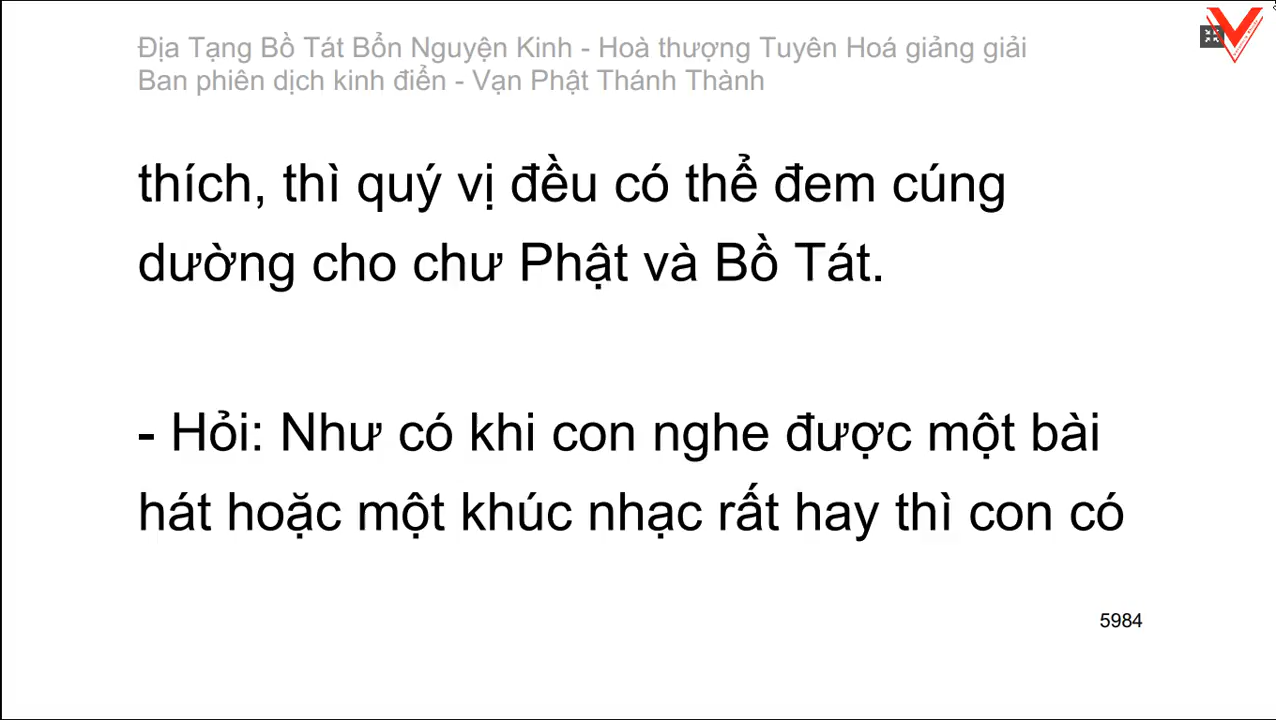 Địa Tạng Bồ Tát Bổn Nguyện Kinh - Hoà thượng Tuyên Hoá giảng giải
Ban phiên dịch kinh điển - Vạn Phật Thánh Thành
thích, thì quý vị đều có thể đem cúng
dường cho chư Phật và Bồ Tát.
- Hỏi: Như có khi con nghe được một bài
hát hoặc một khúc nhạc rất hay thì con có
5984